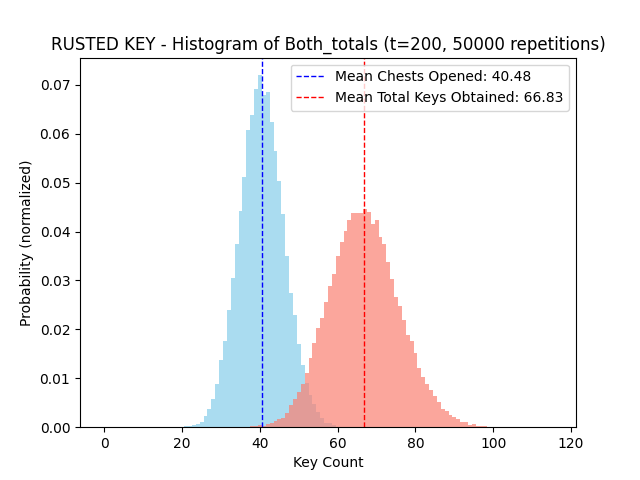 RUSTED KEY - Histogram of Both_totals (t=200, 50000 repetitions)
Mean Chests Opened: 40.48
Mean Total Keys Obtained: 66.83
Probability (normalized)
0.07
0.06
0.05
0.04
0.03
0.02
0.01
0.00
0 20 40 60 80 100 120
Key Count